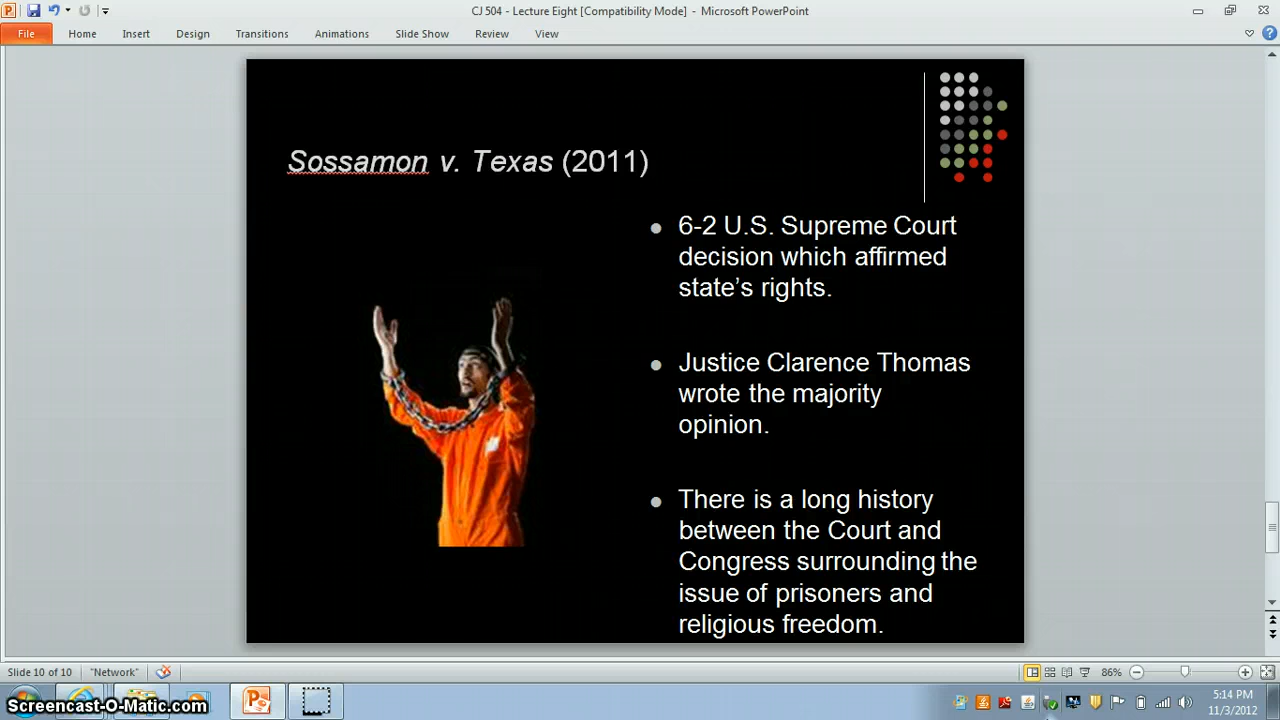 CJ 504 - Lecture Eight [Compatibility Mode] - Microsoft PowerPoint
File Home Insert Design Transitions Animations Slide Show Review View
Sossamon v. Texas (2011)
6-2 U.S. Supreme Court
decision which affirmed
state’s rights.
Justice Clarence Thomas
wrote the majority
opinion.
There is a long history
between the Court and
Congress surrounding the
issue of prisoners and
religious freedom.
Slide 10 of 10 "Network" 86%
Screencast-O-Matic.com
5:14 PM
11/3/2012